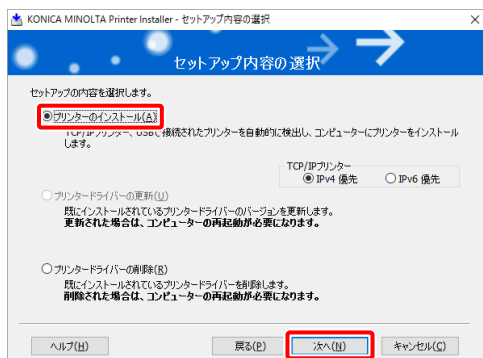 KONICA MINOLTA Printer Installer - セットアップ内容の選択
セットアップ内容の選択
セットアップの内容を選択します。
プリンターのインストール(A)
TCP/IPプリンター、USBで接続されたプリンターを自動的に検出し、コンピューターにプリンターをインストール
します。
TCP/IPプリンター
IPv4 優先 IPv6 優先
プリンタードライバーの更新(U)
既にインストールされているプリンタードライバーのバージョンを更新します。
更新された場合は、コンピューターの再起動が必要になります。
プリンタードライバーの削除(R)
既にインストールされているプリンタードライバーを削除します。
削除された場合は、コンピューターの再起動が必要になります。
ヘルプ(H) 戻る(P) 次へ(N) キャンセル(C)